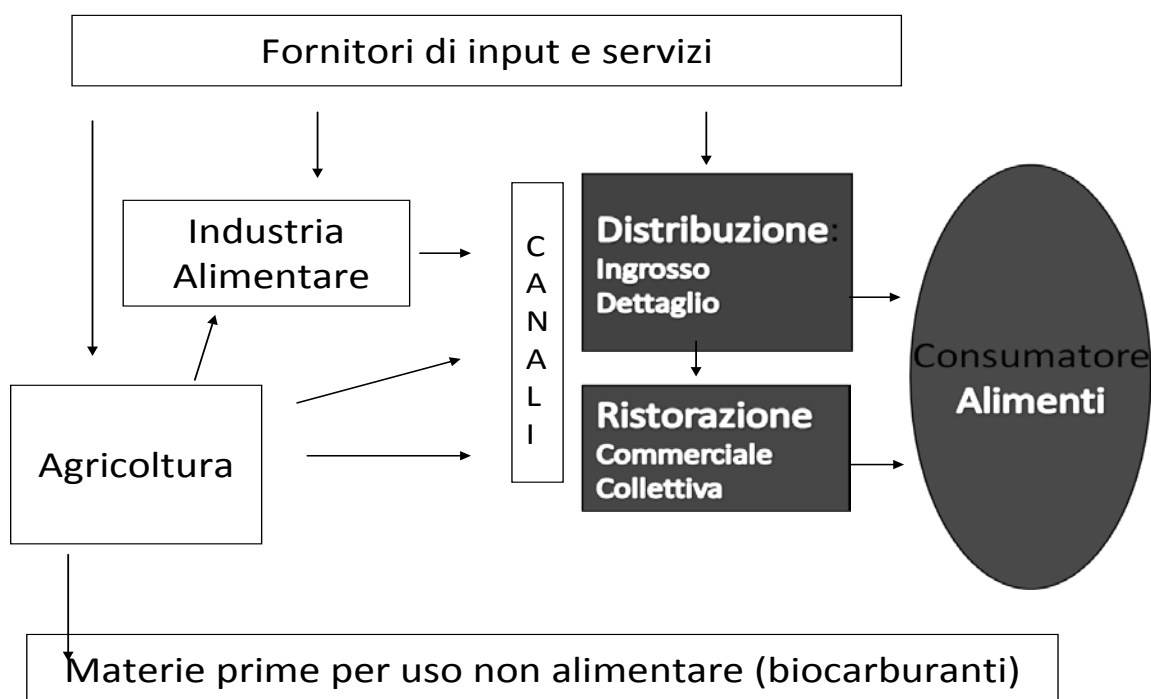 Fornitori di input e servizi
Industria
Alimentare
C
A
N
A
L
I
Distribuzione:
Ingrosso
Dettaglio
Consumatore
Alimenti
Ristorazione
Commerciale
Collettiva
Agricoltura
Materie prime per uso non alimentare (biocarburanti)